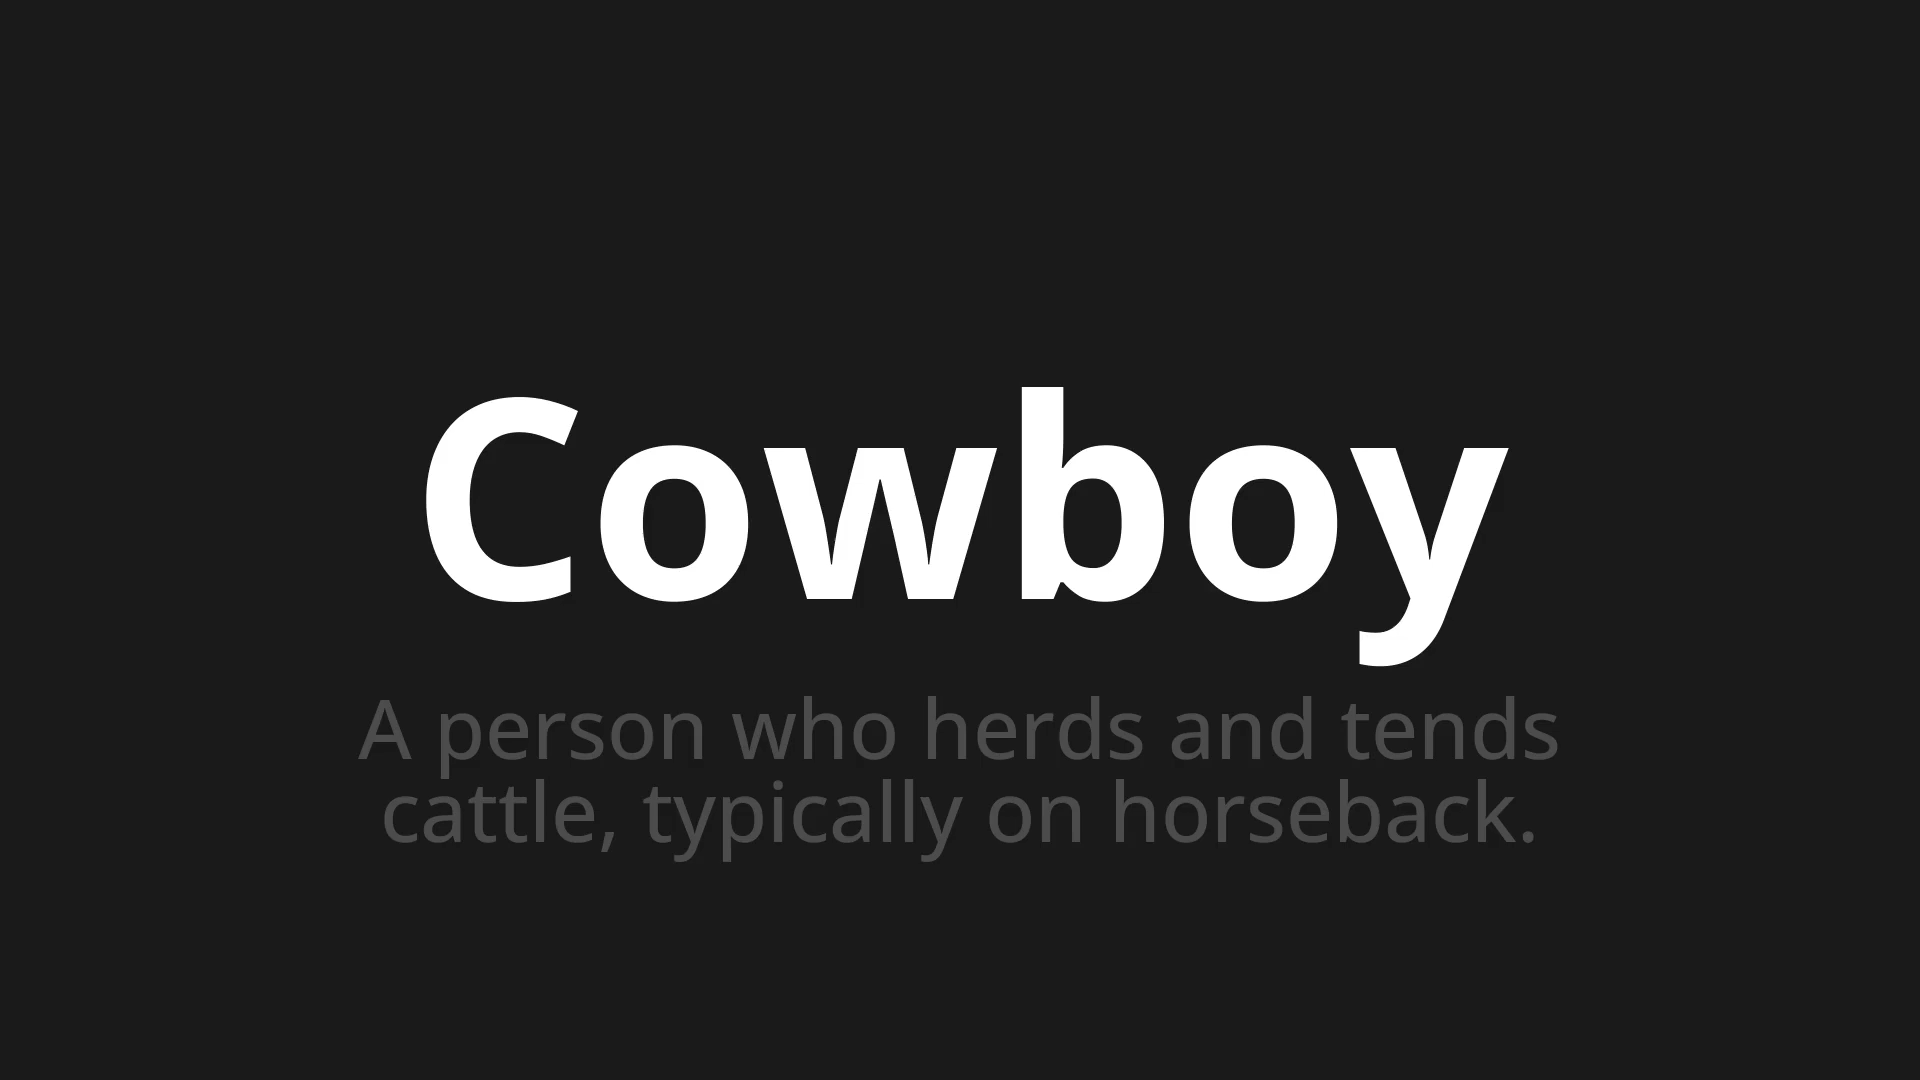 Cowboy
A person who herds and tends
cattle, typically on horseback.